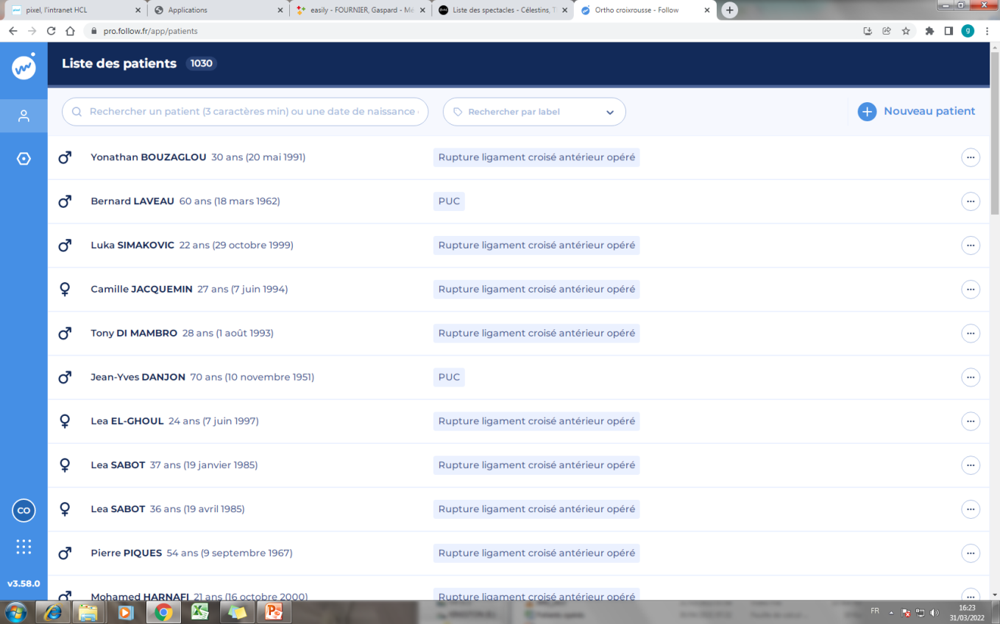 pixel, l'intranet HCL
Applications
easily - FOURNIER, Gaspard - Mé
Liste des spectacles - Célestins, T
Ortho croixrousse - Follow
pro.follow.fr/app/patients
g
Liste des patients 1030
Rechercher un patient (3 caractères min) ou une date de naissance
Rechercher par label
Nouveau patient
Yonathan BOUZAGLOU 30 ans (20 mai 1991) Rupture ligament croisé antérieur opéré
Bernard LAVEAU 60 ans (18 mars 1962) PUC
Luka SIMAKOVIC 22 ans (29 octobre 1999) Rupture ligament croisé antérieur opéré
Camille JACQUEMIN 27 ans (7 juin 1994) Rupture ligament croisé antérieur opéré
Tony DI MAMBRO 28 ans (1 août 1993) Rupture ligament croisé antérieur opéré
Jean-Yves DANJON 70 ans (10 novembre 1951) PUC
Lea EL-GHOUL 24 ans (7 juin 1997) Rupture ligament croisé antérieur opéré
Lea SABOT 37 ans (19 janvier 1985) Rupture ligament croisé antérieur opéré
Lea SABOT 36 ans (19 avril 1985) Rupture ligament croisé antérieur opéré
Pierre PIQUES 54 ans (9 septembre 1967) Rupture ligament croisé antérieur opéré
Mohamed HARNAFI 21 ans (16 octobre 2000) Rupture ligament croisé antérieur opéré
CO
v3.58.0
FR
16:23
31/03/2022